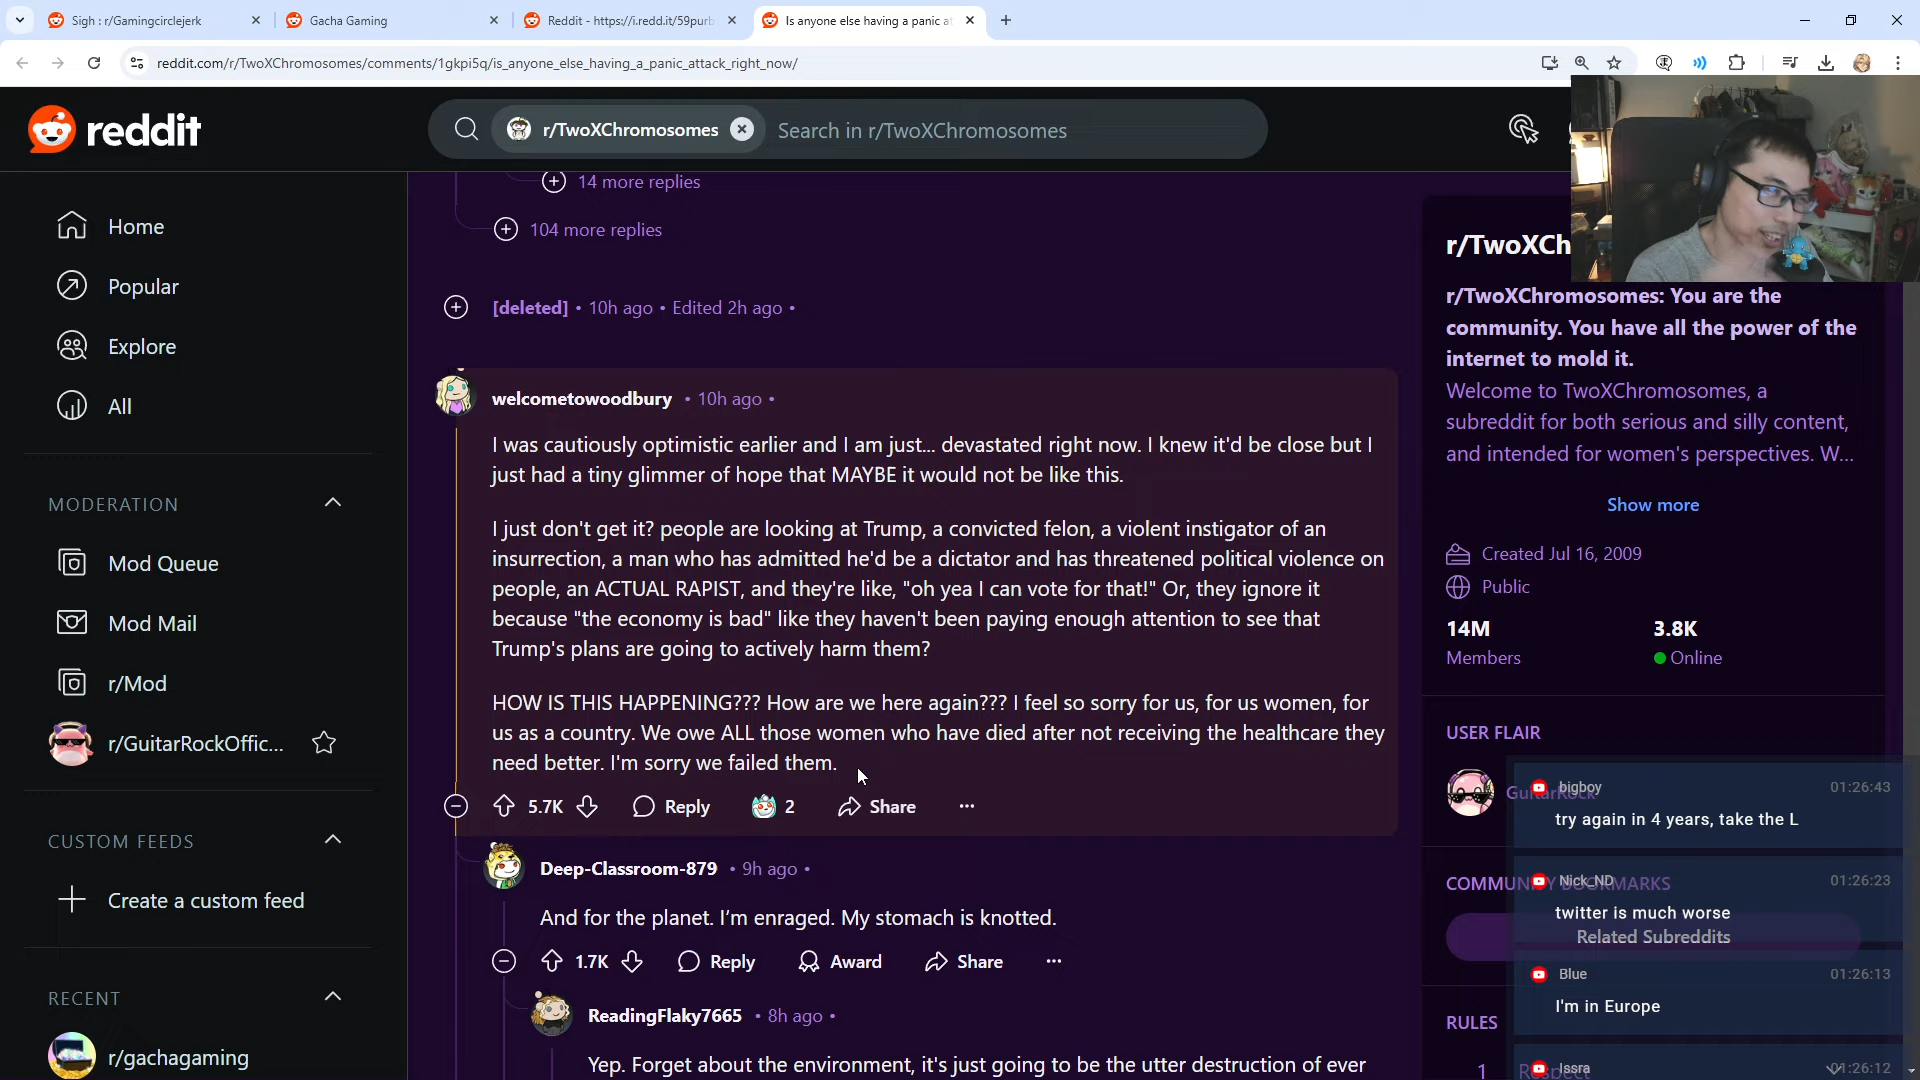 Sigh : r/Gamingcirclejerk
Gacha Gaming
Reddit - https://i.redd.it/59purb
Is anyone else having a panic a
reddit.com/r/TwoXChromosomes/comments/1gkpi5q/is_anyone_else_having_a_panic_attack_right_now/
reddit
r/TwoXChromosomes
Search in r/TwoXChromosomes
Home
Popular
Explore
All
MODERATION
Mod Queue
Mod Mail
r/Mod
r/GuitarRockOffic...
CUSTOM FEEDS
Create a custom feed
RECENT
r/gachagaming
14 more replies
104 more replies
[deleted] • 10h ago • Edited 2h ago •
welcometowoodbury • 10h ago •
I was cautiously optimistic earlier and I am just... devastated right now. I knew it'd be close but I
just had a tiny glimmer of hope that MAYBE it would not be like this.
I just don't get it? people are looking at Trump, a convicted felon, a violent instigator of an
insurrection, a man who has admitted he'd be a dictator and has threatened political violence on
people, an ACTUAL RAPIST, and they're like, "oh yea I can vote for that!" Or, they ignore it
because "the economy is bad" like they haven't been paying enough attention to see that
Trump's plans are going to actively harm them?
HOW IS THIS HAPPENING??? How are we here again??? I feel so sorry for us, for us women, for
us as a country. We owe ALL those women who have died after not receiving the healthcare they
need better. I'm sorry we failed them.
5.7K Reply 2 Share
Deep-Classroom-879 • 9h ago •
And for the planet. I'm enraged. My stomach is knotted.
1.7K Reply Award Share
ReadingFlaky7665 • 8h ago •
Yep. Forget about the environment, it's just going to be the utter destruction of ever
r/TwoXCh
r/TwoXChromosomes: You are the
community. You have all the power of the
internet to mold it.
Welcome to TwoXChromosomes, a
subreddit for both serious and silly content,
and intended for women's perspectives. W...
Show more
Created Jul 16, 2009
Public
14M 3.8K
Members Online
USER FLAIR
GuitarRock
COMMUNITY BOOKMARKS
Related Subreddits
RULES
1 Respect
bigboy 01:26:43
try again in 4 years, take the L
Nick_ND 01:26:23
twitter is much worse
Blue 01:26:13
I'm in Europe
Issra 01:26:12